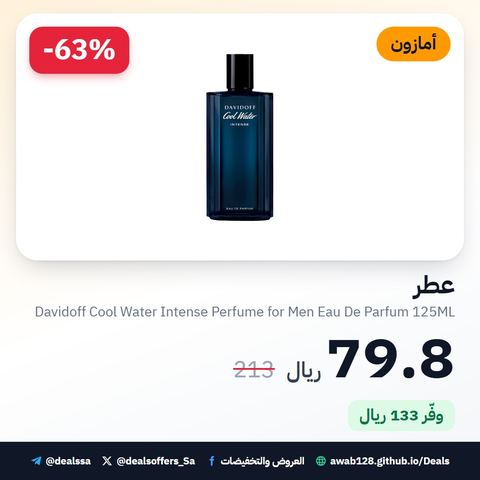 -63%
أمازون
DAVIDOFF
Cool Water
INTENSE
EAU DE PARFUM
عطر
Davidoff Cool Water Intense Perfume for Men Eau De Parfum 125ML
79.8 ريال 213
وفّر 133 ريال
@dealssa @dealsoffers_Sa العروض والتخفيضات awab128.github.io/Deals